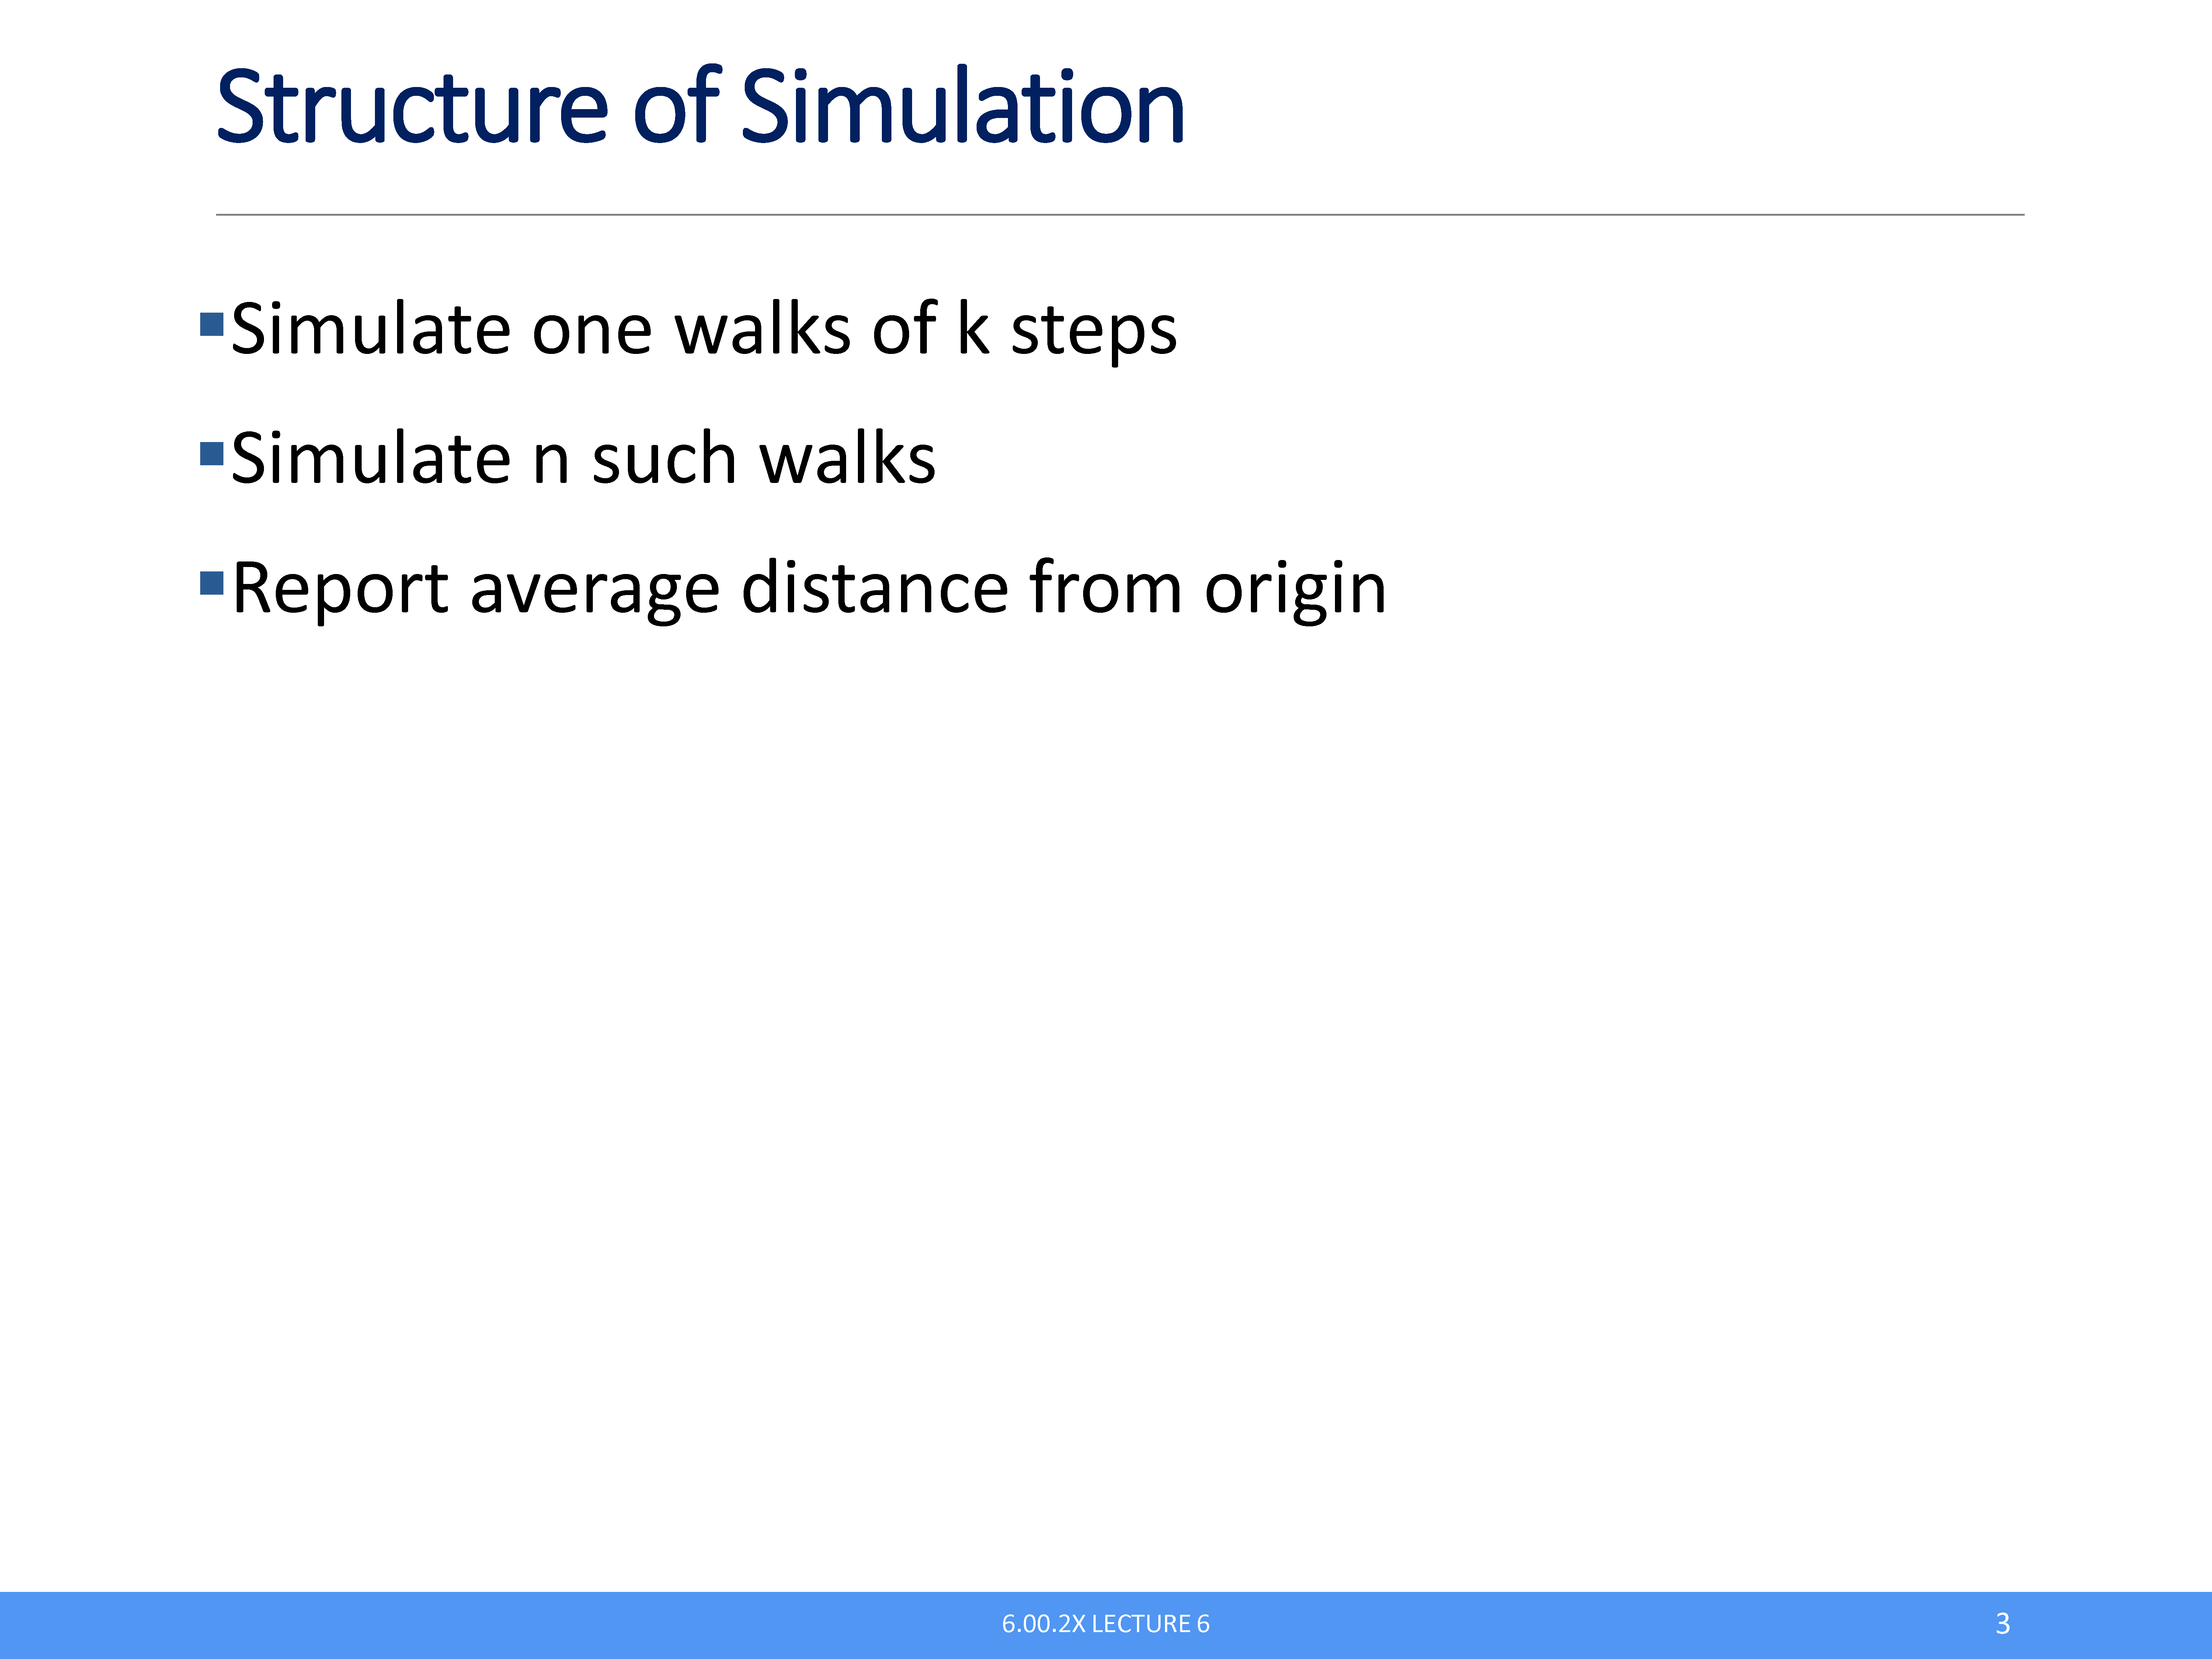 Structure of Simulation
▪Simulate one walks of k steps
▪Simulate n such walks
▪Report average distance from origin
6.00.2X LECTURE 6
3